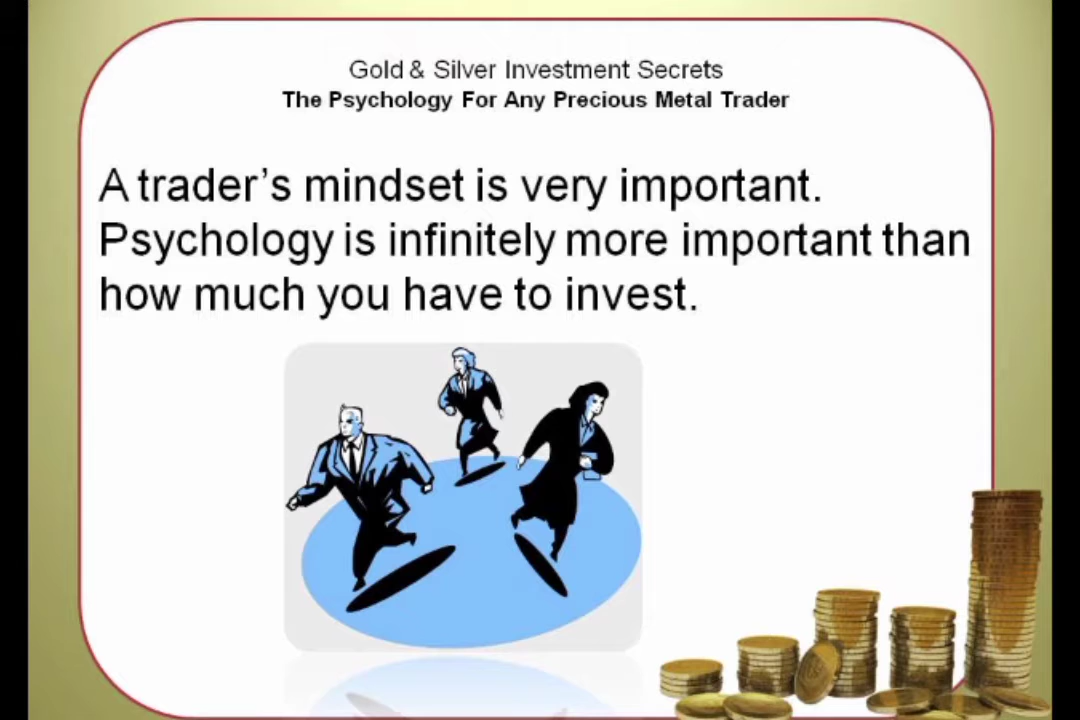 Gold & Silver Investment Secrets
The Psychology For Any Precious Metal Trader
A trader’s mindset is very important.
Psychology is infinitely more important than
how much you have to invest.